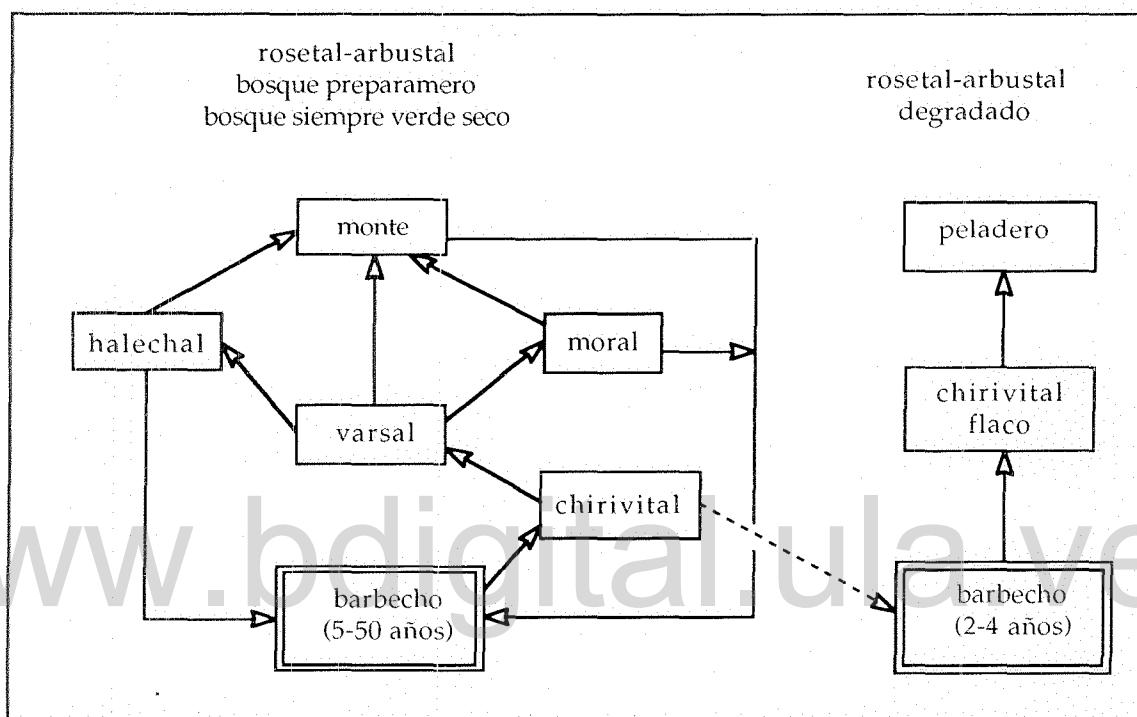 rosetal-arbustal
bosque preparamero
bosque siempre verde seco
rosetal-arbustal
degradado
monte
peladero
halechal
moral
chirivital
flaco
varsal
chirivital
barbecho
(5-50 años)
barbecho
(2-4 años)
www.bdigital.ula.ve